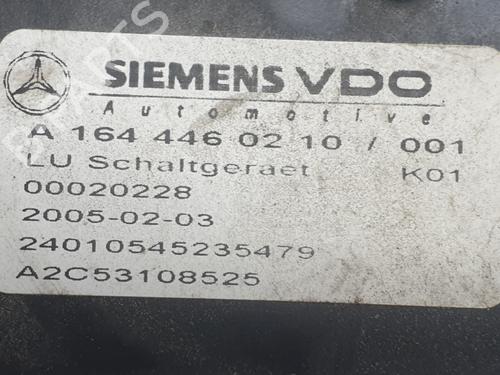 SIEMENS VDO
Automotive
A 164 446 02 10 / 001
LU Schaltgeraet K01
00020228
2005-02-03
24010545235479
A2C53108525